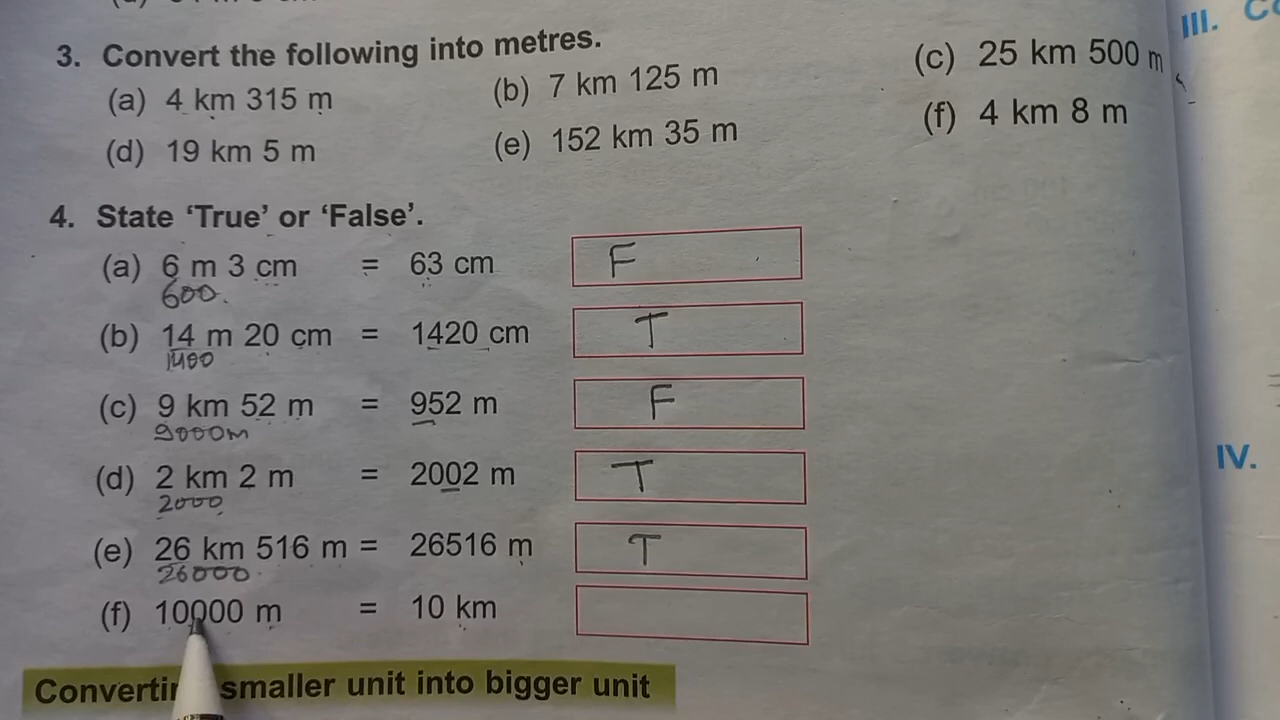 3. Convert the following into metres.
(a) 4 km 315 m (b) 7 km 125 m (c) 25 km 500 m
(d) 19 km 5 m (e) 152 km 35 m (f) 4 km 8 m
4. State ‘True’ or ‘False’.
(a) 6 m 3 cm = 63 cm F
600
(b) 14 m 20 cm = 1420 cm T
1400
(c) 9 km 52 m = 952 m F
9000m
(d) 2 km 2 m = 2002 m T
2000
(e) 26 km 516 m = 26516 m T
26000
(f) 10000 m = 10 km
smaller unit into bigger unit
III.
IV.